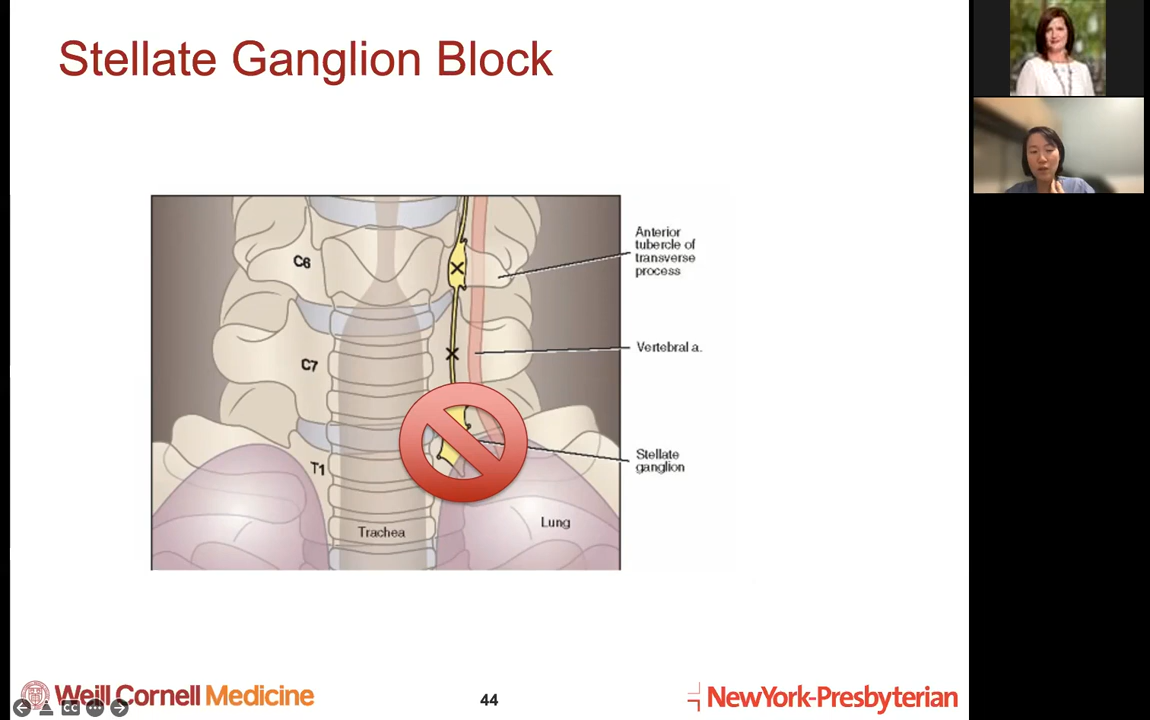 Stellate Ganglion Block
Anterior
tubercle of
transverse
process
C6
Vertebral a.
C7
Stellate
ganglion
T1
Lung
Trachea
Weill Cornell Medicine
44
NewYork-Presbyterian
CC